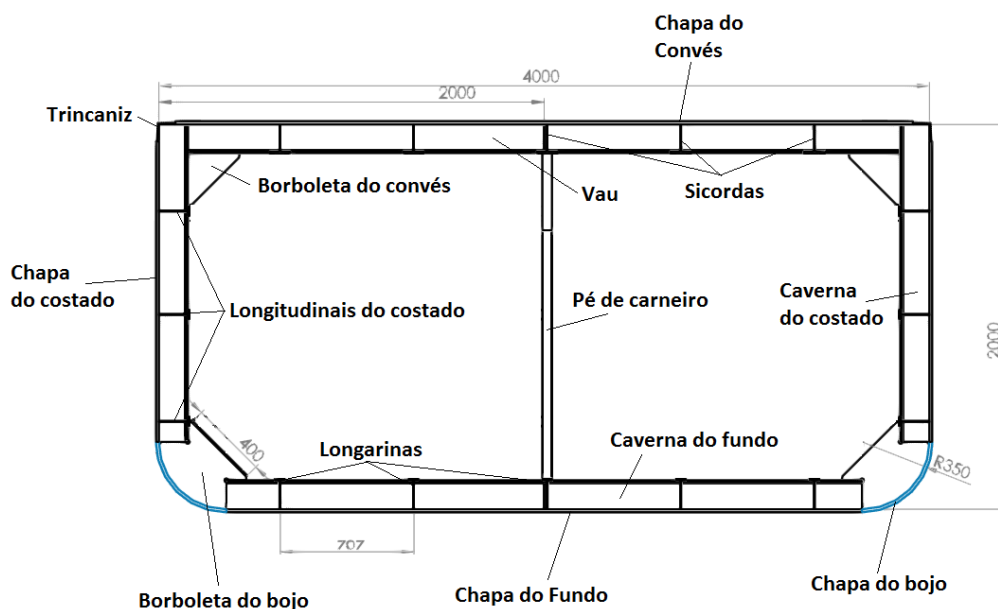 Chapa do
Convés
4000
2000
Trincaniz
Borboleta do convés
Vau
Sicordas
Chapa
do costado
Longitudinais do costado
Pé de carneiro
Caverna
do costado
2000
400
Longarinas
Caverna do fundo
R350
707
Borboleta do bojo
Chapa do Fundo
Chapa do bojo